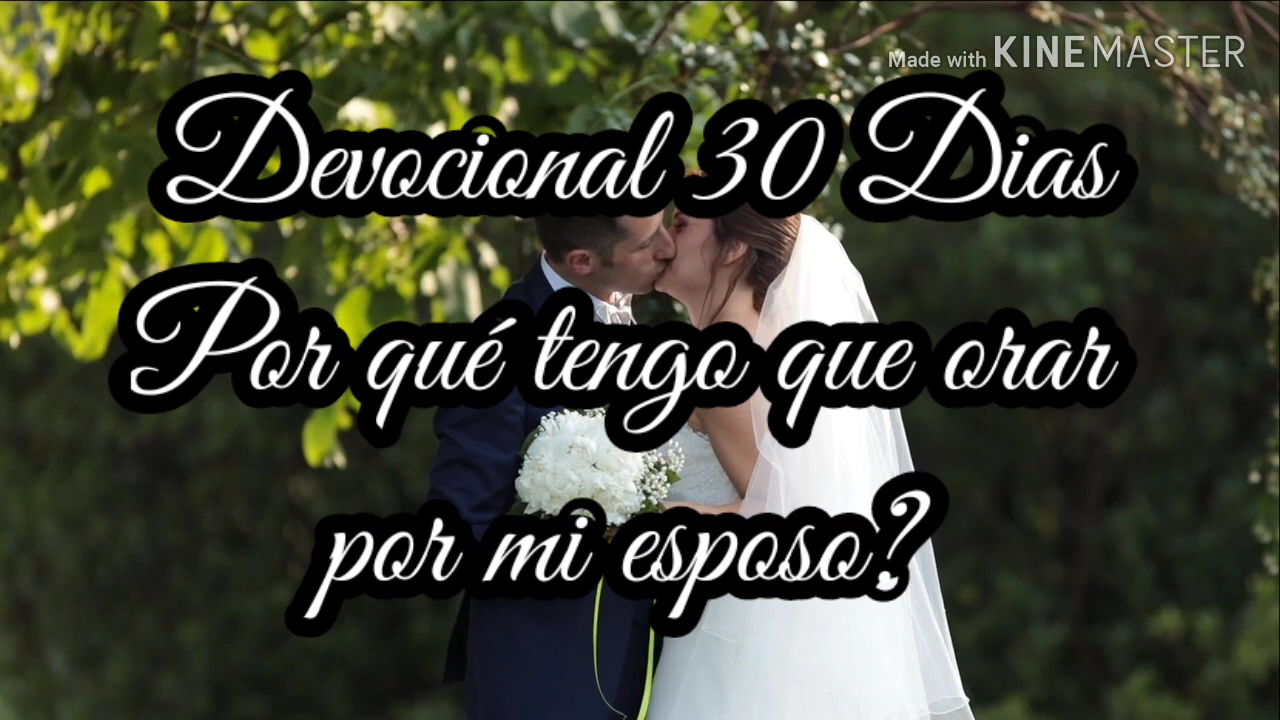 Made with KINEMASTER
Devocional 30 Dias
Por qué tengo que orar
por mi esposo?